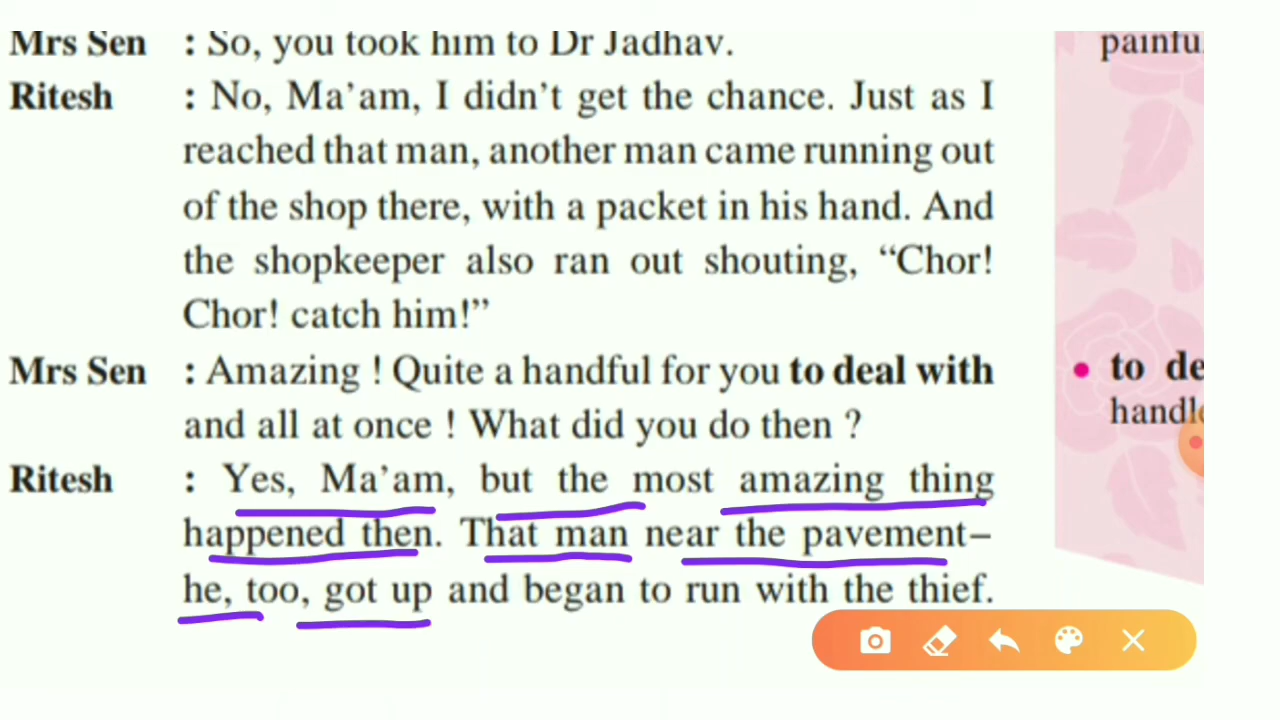 Mrs Sen : So, you took him to Dr Jadhav.
painfu
Ritesh : No, Ma’am, I didn’t get the chance. Just as I
reached that man, another man came running out
of the shop there, with a packet in his hand. And
the shopkeeper also ran out shouting, “Chor!
Chor! catch him!”
Mrs Sen : Amazing ! Quite a handful for you to deal with
and all at once ! What did you do then ?
• to de
handle
Ritesh : Yes, Ma’am, but the most amazing thing
happened then. That man near the pavement–
he, too, got up and began to run with the thief.